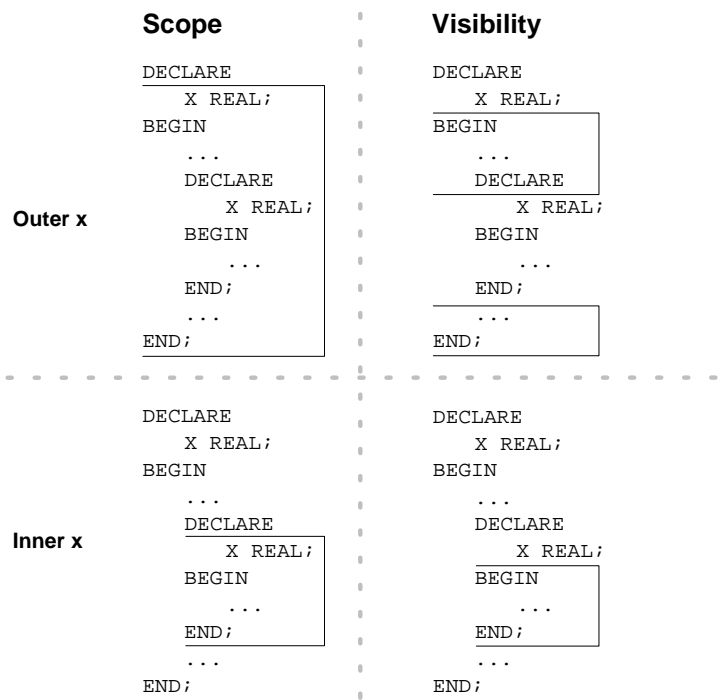 Scope
DECLARE
X REAL;
BEGIN
...
DECLARE
X REAL;
BEGIN
...
END;
...
END;
Visibility
DECLARE
X REAL;
BEGIN
...
DECLARE
X REAL;
BEGIN
...
END;
...
END;
Outer x
DECLARE
X REAL;
BEGIN
...
DECLARE
X REAL;
BEGIN
...
END;
...
END;
DECLARE
X REAL;
BEGIN
...
DECLARE
X REAL;
BEGIN
...
END;
...
END;
Inner x